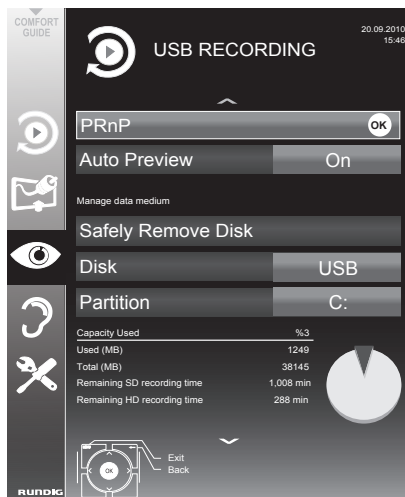 COMFORT
GUIDE
USB RECORDING
20.09.2010
15:46
PRnP
OK
Auto Preview On
Manage data medium
Safely Remove Disk
Disk USB
Partition C:
Capacity Used %3
Used (MB) 1249
Total (MB) 38145
Remaining SD recording time 1,008 min
Remaining HD recording time 288 min
Exit
OK
Back
RUNDIG